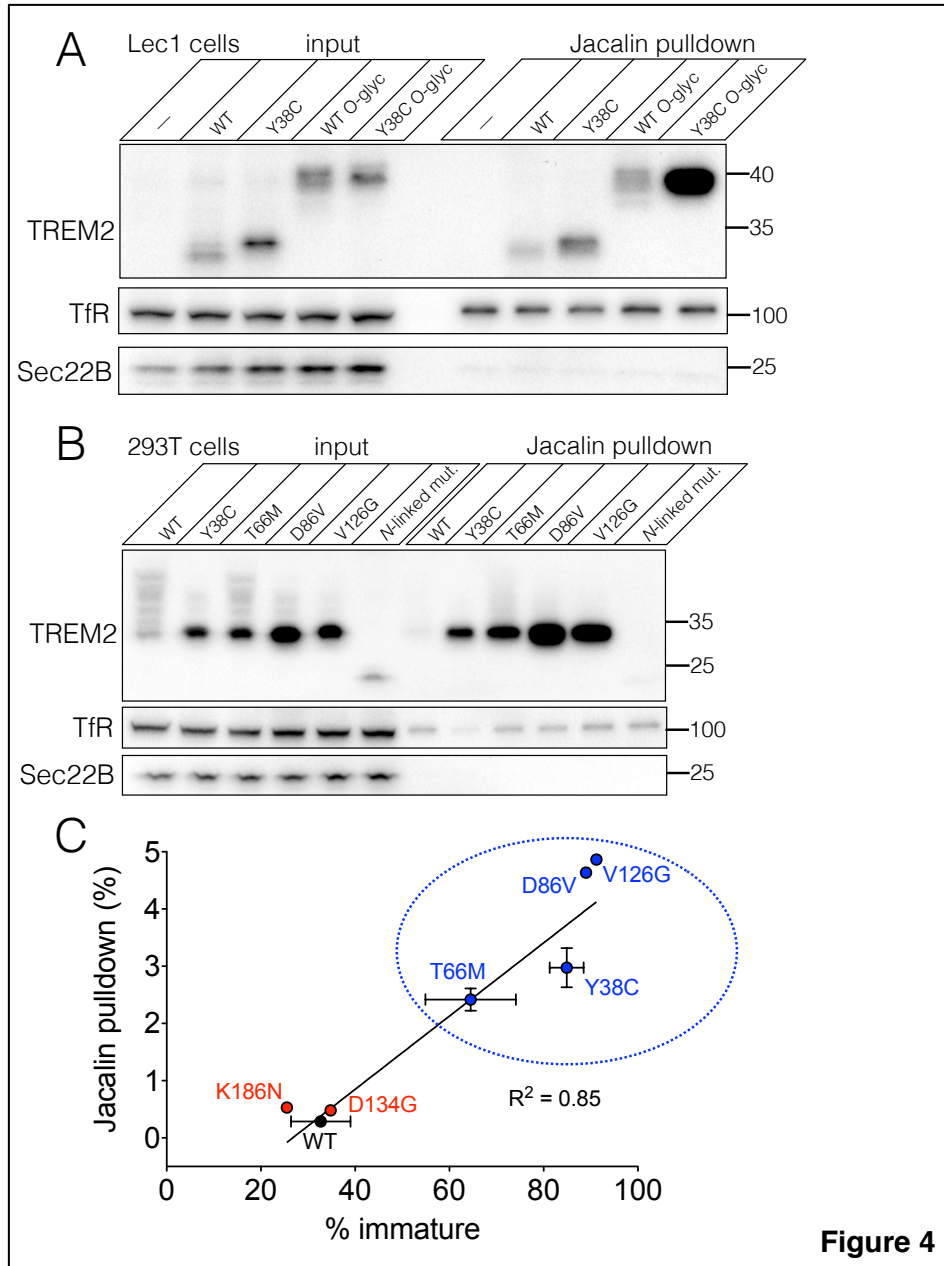 A
Lec1 cells input Jacalin pulldown
– WT Y38C WT O-glyc Y38C O-glyc – WT Y38C WT O-glyc Y38C O-glyc
40
35
TREM2
TfR 100
Sec22B 25
B
293T cells input Jacalin pulldown
WT Y38C T66M D86V V126G N-linked mut. WT Y38C T66M D86V V126G N-linked mut.
35
TREM2
25
TfR 100
Sec22B 25
C
Jacalin pulldown (%)
5
4
3
2
1
0
V126G
D86V
T66M
Y38C
K186N
D134G
WT
R² = 0.85
0 20 40 60 80 100
% immature
Figure 4